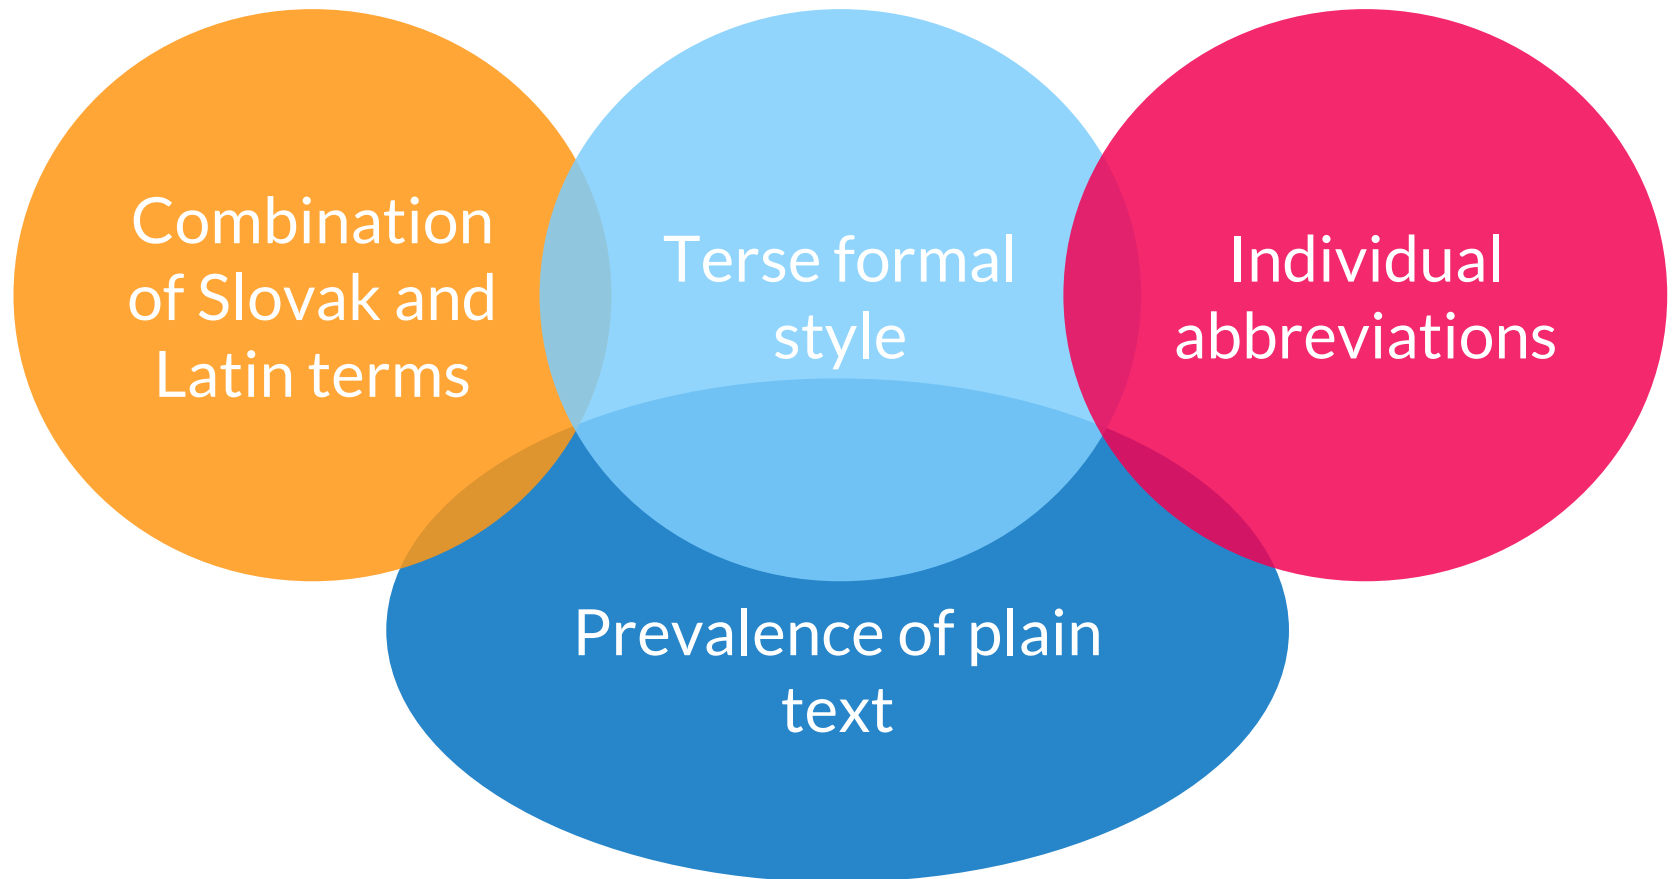 Combination
of Slovak and
Latin terms
Terse formal
style
Individual
abbreviations
Prevalence of plain
text